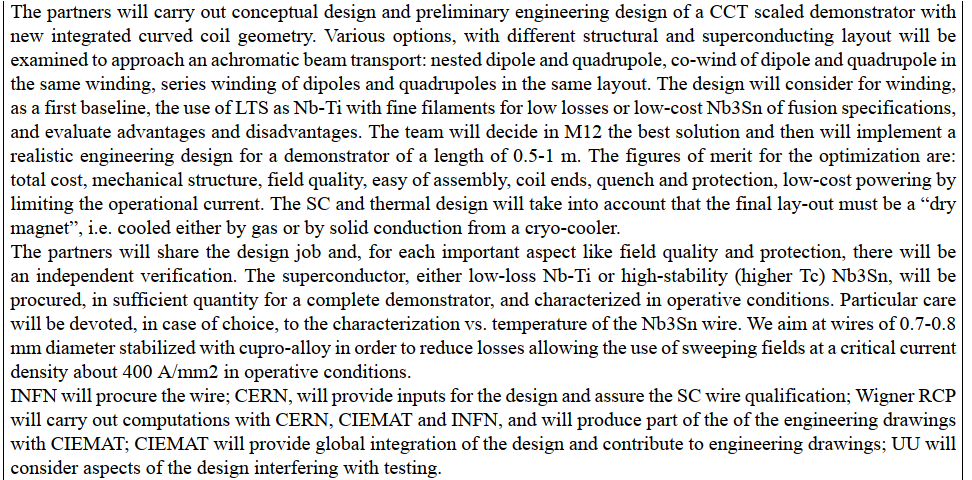 The partners will carry out conceptual design and preliminary engineering design of a CCT scaled demonstrator with
new integrated curved coil geometry. Various options, with different structural and superconducting layout will be
examined to approach an achromatic beam transport: nested dipole and quadrupole, co-wind of dipole and quadrupole in
the same winding, series winding of dipoles and quadrupoles in the same layout. The design will consider for winding,
as a first baseline, the use of LTS as Nb-Ti with fine filaments for low losses or low-cost Nb3Sn of fusion specifications,
and evaluate advantages and disadvantages. The team will decide in M12 the best solution and then will implement a
realistic engineering design for a demonstrator of a length of 0.5-1 m. The figures of merit for the optimization are:
total cost, mechanical structure, field quality, easy of assembly, coil ends, quench and protection, low-cost powering by
limiting the operational current. The SC and thermal design will take into account that the final lay-out must be a “dry
magnet”, i.e. cooled either by gas or by solid conduction from a cryo-cooler.
The partners will share the design job and, for each important aspect like field quality and protection, there will be
an independent verification. The superconductor, either low-loss Nb-Ti or high-stability (higher Tc) Nb3Sn, will be
procured, in sufficient quantity for a complete demonstrator, and characterized in operative conditions. Particular care
will be devoted, in case of choice, to the characterization vs. temperature of the Nb3Sn wire. We aim at wires of 0.7-0.8
mm diameter stabilized with cupro-alloy in order to reduce losses allowing the use of sweeping fields at a critical current
density about 400 A/mm2 in operative conditions.
INFN will procure the wire; CERN, will provide inputs for the design and assure the SC wire qualification; Wigner RCP
will carry out computations with CERN, CIEMAT and INFN, and will produce part of the of the engineering drawings
with CIEMAT; CIEMAT will provide global integration of the design and contribute to engineering drawings; UU will
consider aspects of the design interfering with testing.